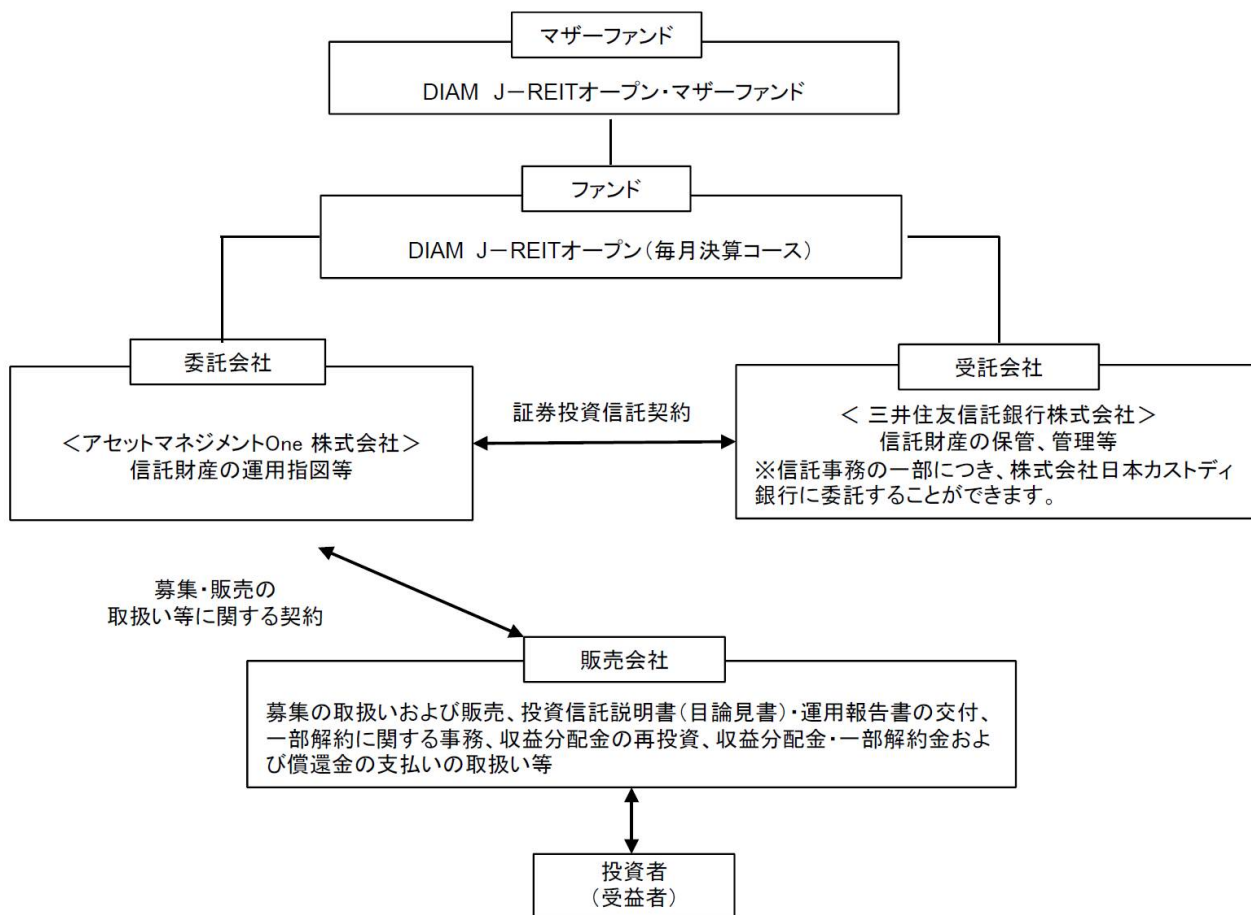 マザーファンド
DIAM J－REITオープン・マザーファンド
ファンド
DIAM J－REITオープン（毎月決算コース）
委託会社
＜アセットマネジメントOne 株式会社＞
信託財産の運用指図等
証券投資信託契約
受託会社
＜ 三井住友信託銀行株式会社＞
信託財産の保管、管理等
※信託事務の一部につき、株式会社日本カストディ
銀行に委託することができます。
募集・販売の
取扱い等に関する契約
販売会社
募集の取扱いおよび販売、投資信託説明書（目論見書）・運用報告書の交付、
一部解約に関する事務、収益分配金の再投資、収益分配金・一部解約金およ
び償還金の支払いの取扱い等
投資者
（受益者）